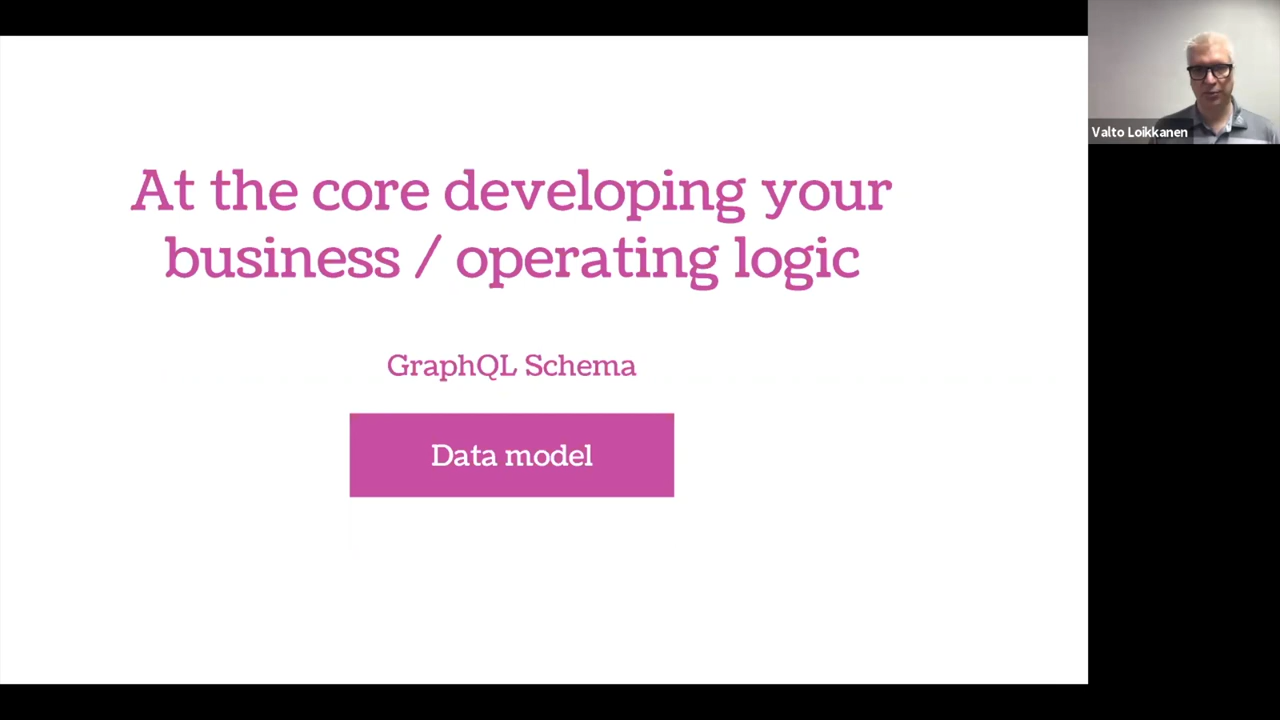 At the core developing your
business / operating logic
GraphQL Schema
Data model
Valto Loikkanen